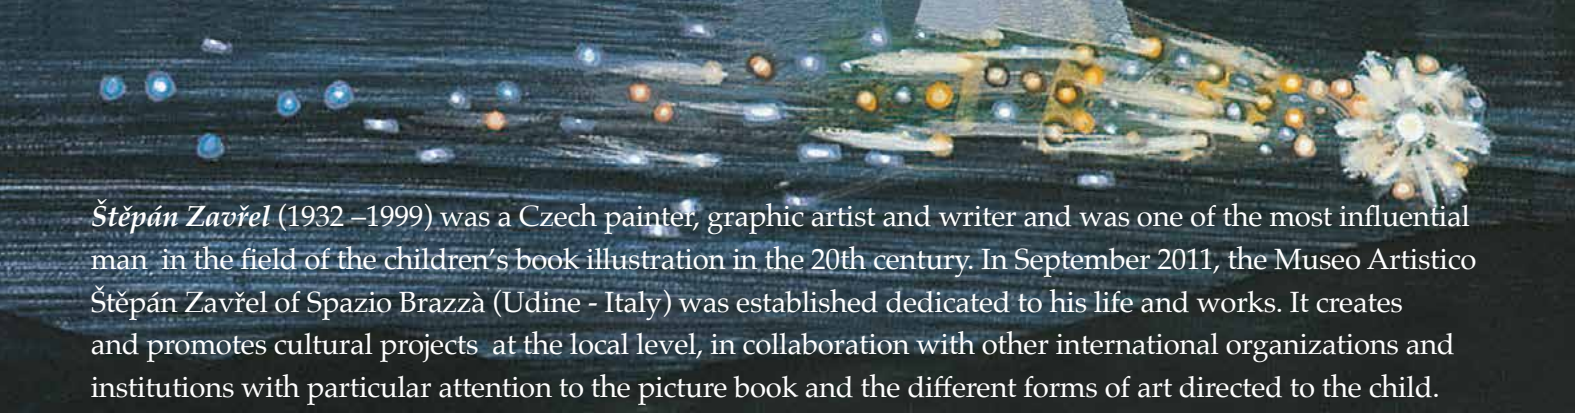 Štěpán Zavřel (1932 –1999) was a Czech painter, graphic artist and writer and was one of the most influential
man, in the field of the children's book illustration in the 20th century. In September 2011, the Museo Artistico
Štěpán Zavřel of Spazio Brazzà (Udine - Italy) was established dedicated to his life and works. It creates
and promotes cultural projects  at the local level, in collaboration with other international organizations and
institutions with particular attention to the picture book and the different forms of art directed to the child.